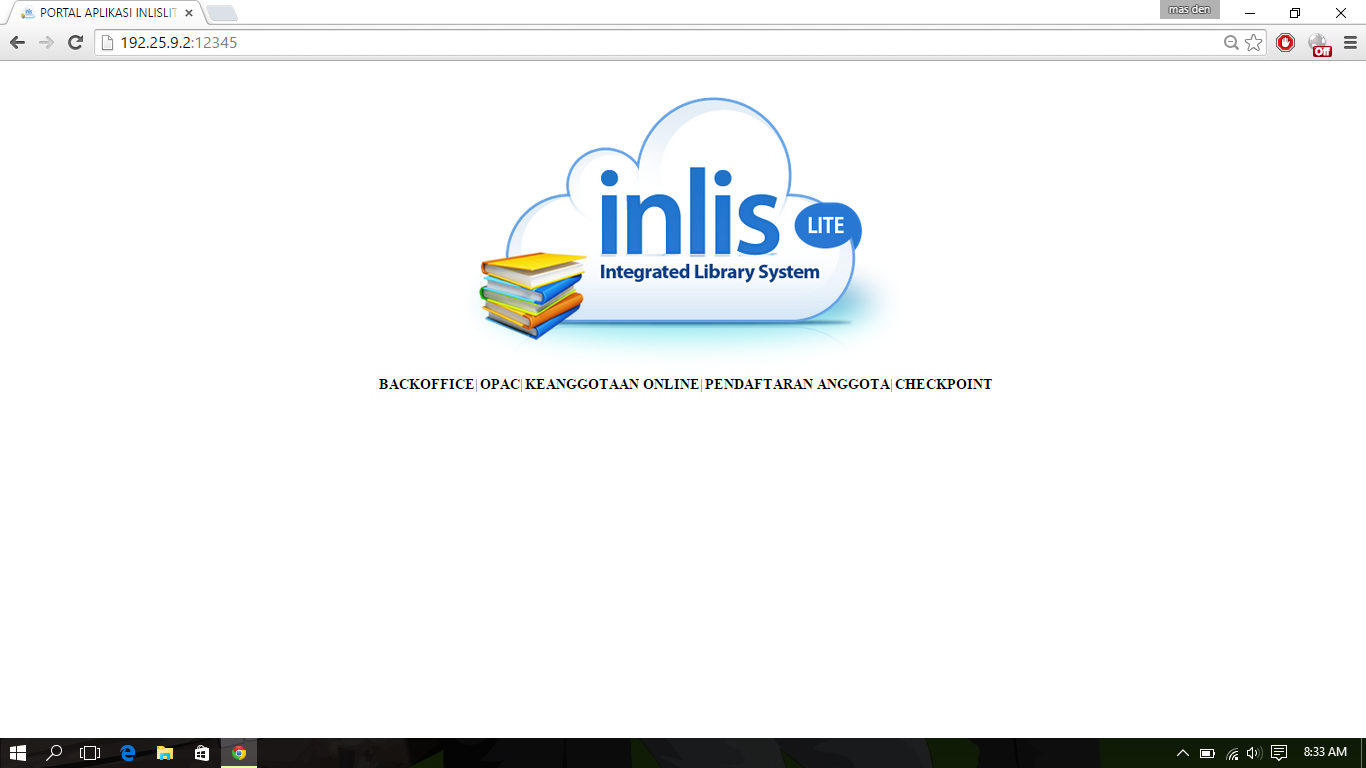 PORTAL APLIKASI INLISLIT
mas den
192.25.9.2:12345
Off
inlis
LITE
Integrated Library System
BACKOFFICE| OPAC| KEANGGOTAAN ONLINE| PENDAFTARAN ANGGOTA| CHECKPOINT
8:33 AM